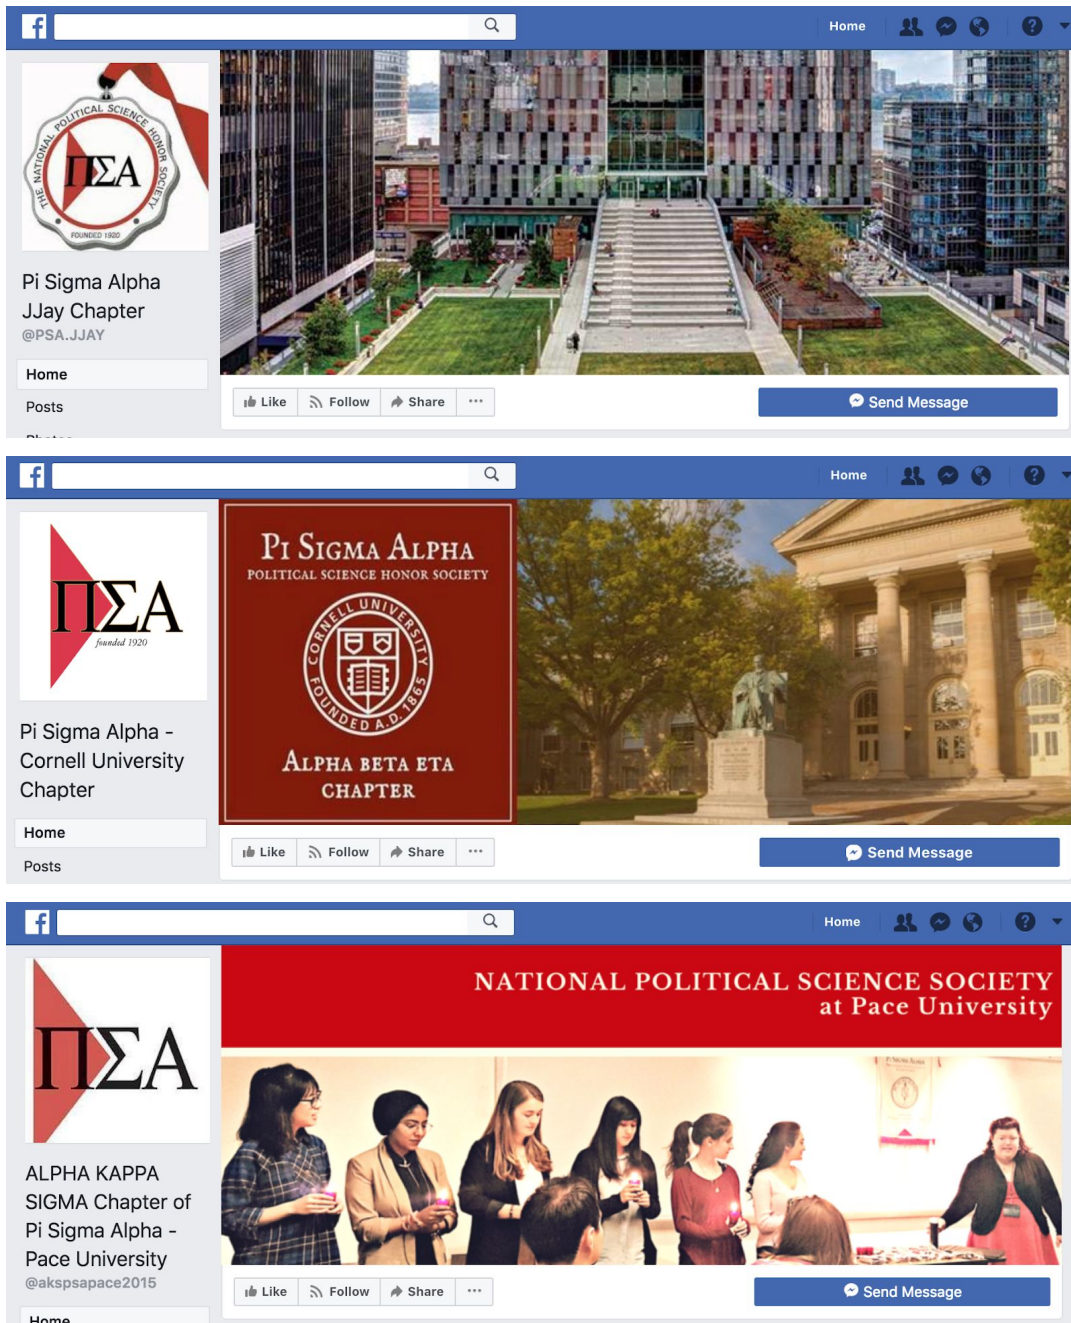 THE NATIONAL POLITICAL SCIENCE HONOR SOCIETY
ΠΣΑ
FOUNDED 1920
Pi Sigma Alpha
JJay Chapter
@PSA.JJAY
Home
Posts
Photos
Home
Like
Follow
Share
Send Message
Home
ΠΣΑ
founded 1920
Pi Sigma Alpha -
Cornell University
Chapter
Home
Posts
PI SIGMA ALPHA
POLITICAL SCIENCE HONOR SOCIETY
CORNELL UNIVERSITY
FOUNDED A.D. 1865
ALPHA BETA ETA
CHAPTER
Like
Follow
Share
Send Message
Home
ΠΣΑ
ALPHA KAPPA
SIGMA Chapter of
Pi Sigma Alpha -
Pace University
@akspsapace2015
Home
NATIONAL POLITICAL SCIENCE SOCIETY
at Pace University
PI SIGMA ALPHA
Like
Follow
Share
Send Message